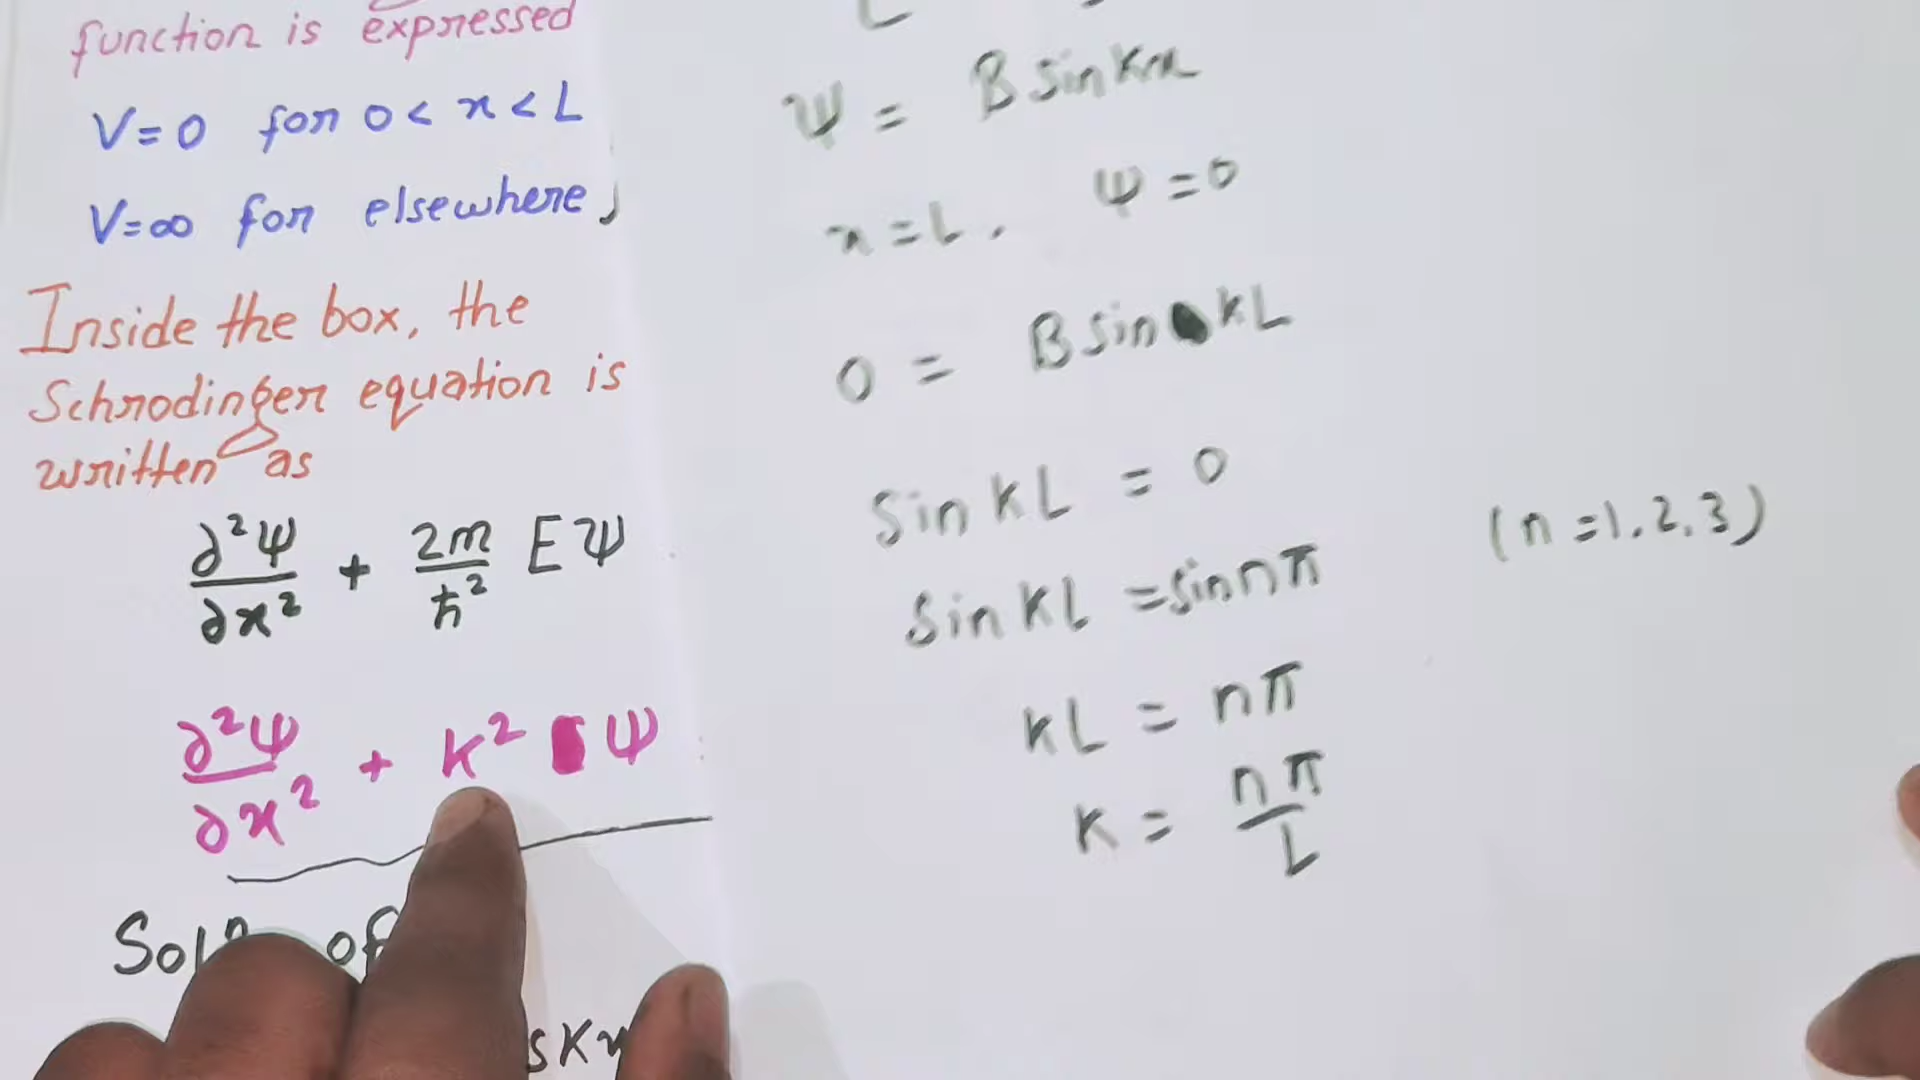 function is expressed
V=0 for 0 < x < L
V=∞ for elsewhere,
Inside the box, the
Schrodinger equation is
written as
∂²Ψ/∂x² + 2m/ħ² EΨ
∂²Ψ/∂x² + K² Ψ
Solⁿ of
L
Ψ = B sin Kx
x = L, Ψ = 0
0 = B sin KL
Sin KL = 0
(n = 1, 2, 3)
Sin KL = sin nπ
KL = nπ
K = nπ/L